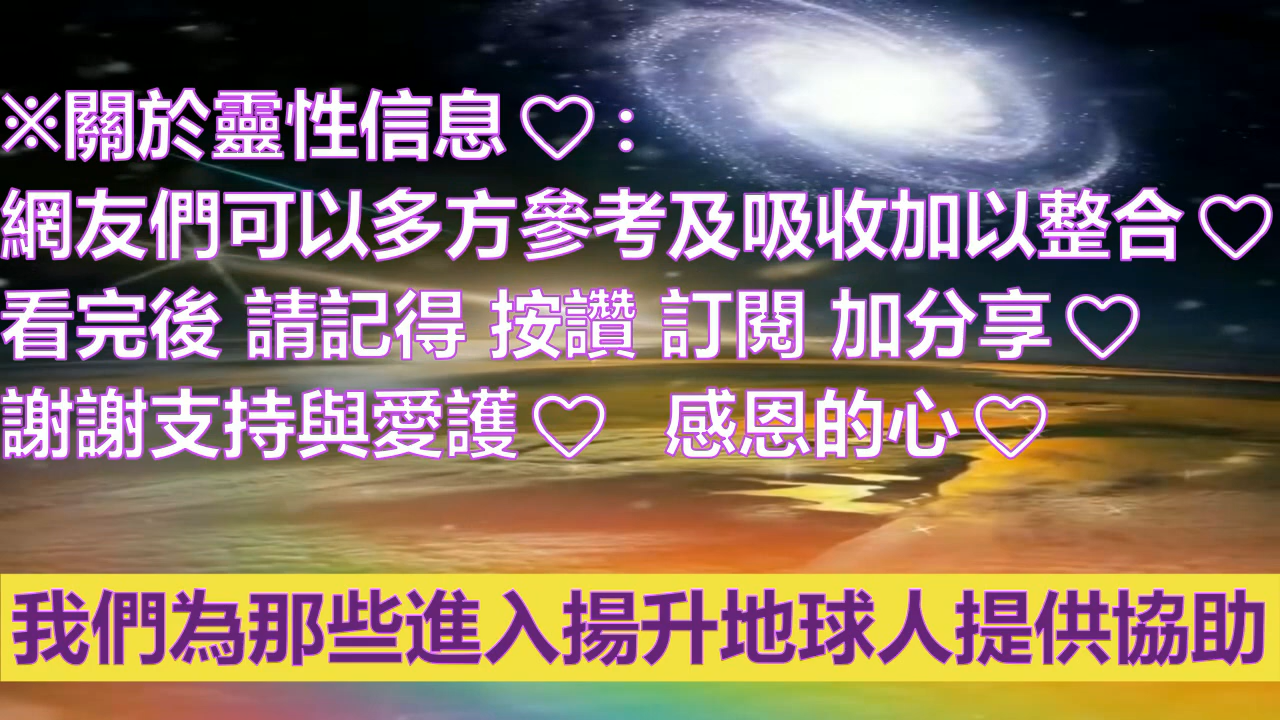 ※關於靈性信息♡：
網友們可以多方參考及吸收加以整合♡
看完後 請記得 按讚 訂閱 加分享♡
謝謝支持與愛護♡ 感恩的心♡
我們為那些進入揚升地球人提供協助